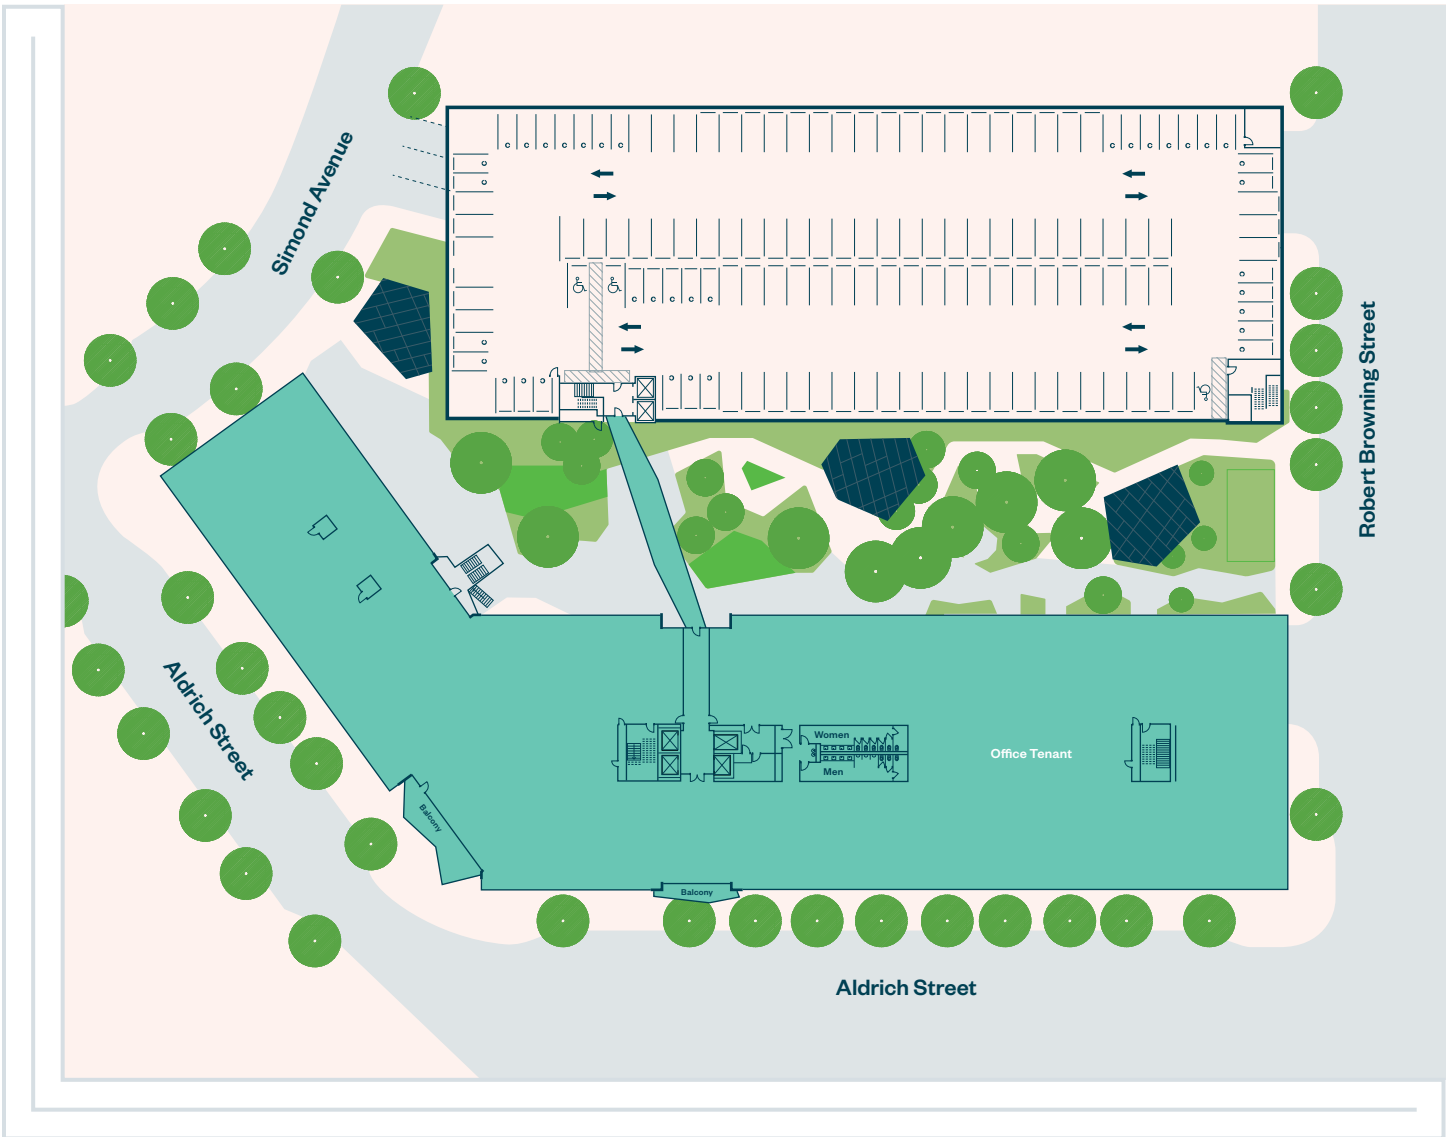 Simond Avenue
Robert Browning Street
Aldrich Street
Women
Men
Office Tenant
Balcony
Balcony
Aldrich Street